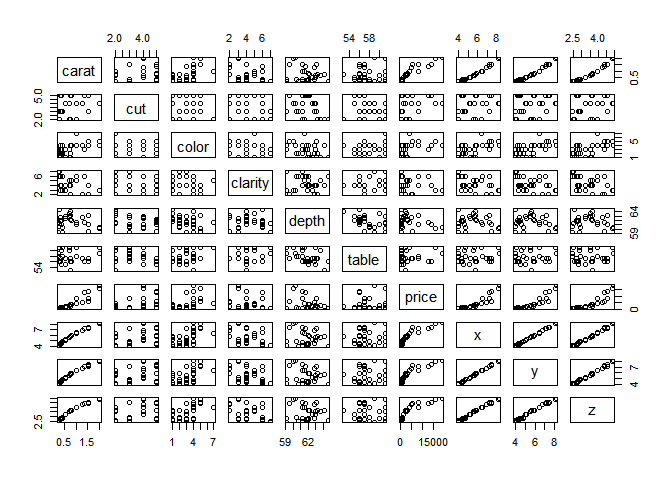 2.0 4.0 2 4 6 54 58 4 6 8 2.5 4.0
carat 0.5
2.0 5.0 cut
color 1 5
2 6 clarity
depth 59 64
54 table
price 0
4 7 x
y 4 7
2.5 z
0.5 1.5 1 4 7 59 62 0 15000 4 6 8